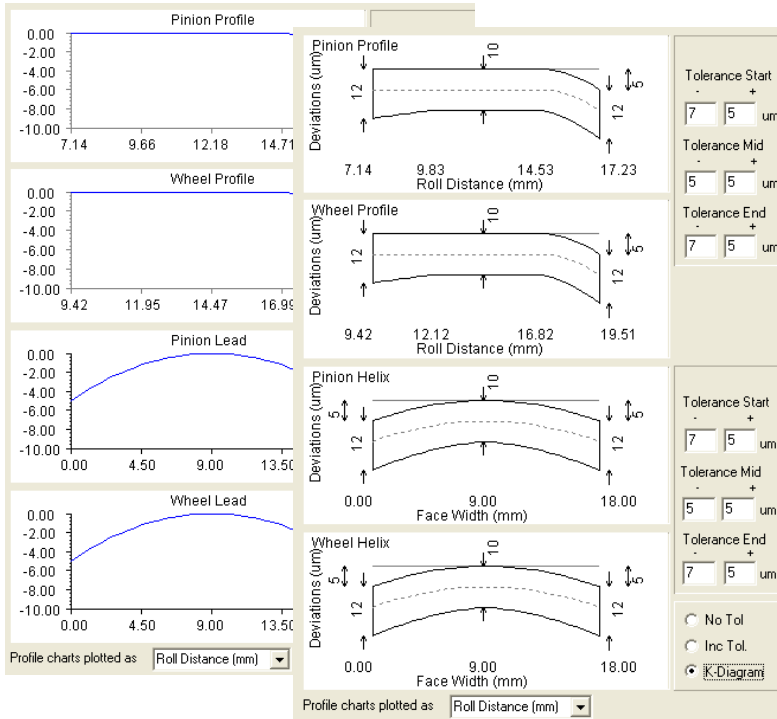 Pinion Profile
0.00
-2.00
-4.00
-6.00
-8.00
-10.00
7.14 9.66 12.18 14.71
Wheel Profile
0.00
-2.00
-4.00
-6.00
-8.00
-10.00
9.42 11.95 14.47 16.99
Pinion Lead
0.00
-2.00
-4.00
-6.00
-8.00
-10.00
0.00 4.50 9.00 13.50
Wheel Lead
0.00
-2.00
-4.00
-6.00
-8.00
-10.00
0.00 4.50 9.00 13.50
Profile charts plotted as Roll Distance (mm)
Pinion Profile
Deviations (um)
12
10
5
12
7.14 9.83 14.53 17.23
Roll Distance (mm)
Wheel Profile
Deviations (um)
12
10
5
12
9.42 12.12 16.82 19.51
Roll Distance (mm)
Pinion Helix
Deviations (um)
5
12
10
5
12
0.00 9.00 18.00
Face Width (mm)
Wheel Helix
Deviations (um)
5
12
10
5
12
0.00 9.00 18.00
Face Width (mm)
Profile charts plotted as Roll Distance (mm)
Tolerance Start
- +
7 5 um
Tolerance Mid
- +
5 5 um
Tolerance End
- +
7 5 um
Tolerance Start
- +
7 5 um
Tolerance Mid
- +
5 5 um
Tolerance End
- +
7 5 um
No Tol
Inc Tol.
K-Diagram